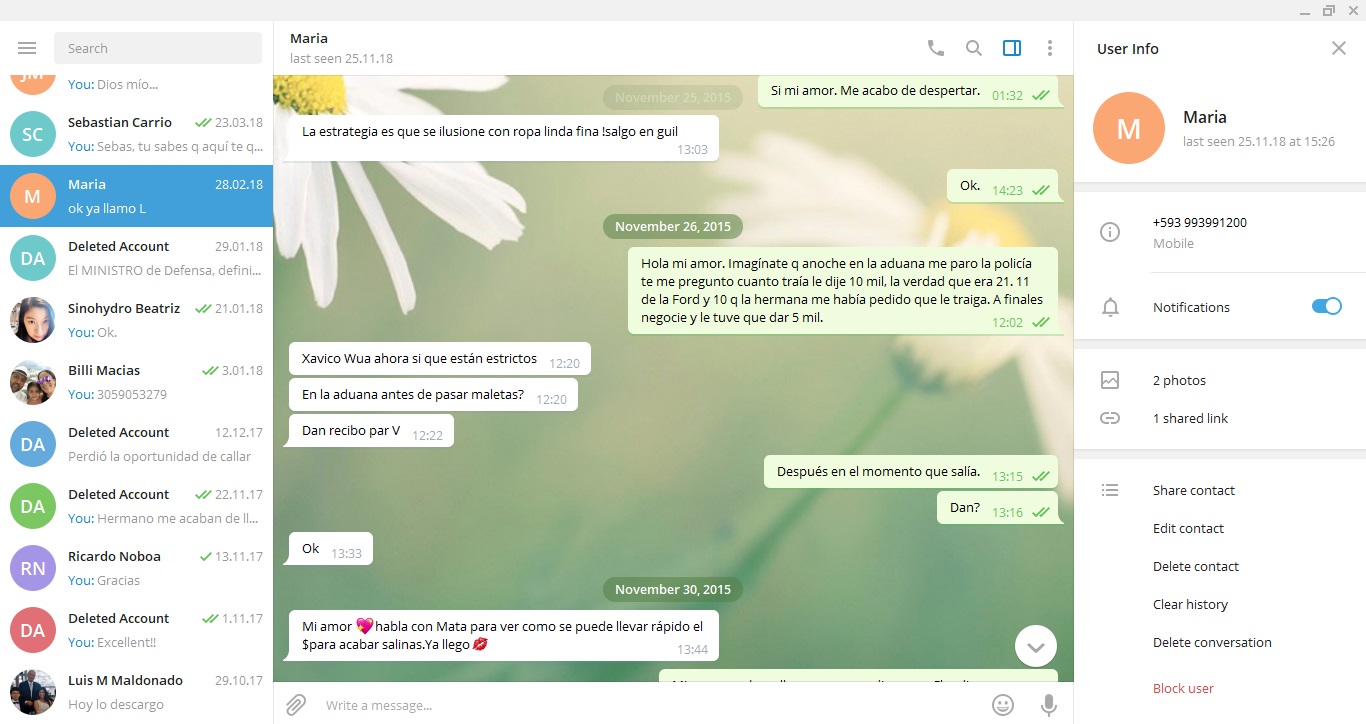 Search
JM
You: Dios mío...
SC
Sebastian Carrio
23.03.18
You: Sebas, tu sabes q aquí te q...
M
Maria
28.02.18
ok ya llamo L
DA
Deleted Account
29.01.18
El MINISTRO de Defensa, defini...
Sinohydro Beatriz
21.01.18
You: Ok.
Billi Macias
3.01.18
You: 3059053279
DA
Deleted Account
12.12.17
Perdió la oportunidad de callar
DA
Deleted Account
22.11.17
You: Hermano me acaban de ll...
RN
Ricardo Noboa
13.11.17
You: Gracias
DA
Deleted Account
1.11.17
You: Excellent!!
Luis M Maldonado
29.10.17
Hoy lo descargo
Maria
last seen 25.11.18
Si mi amor. Me acabo de despertar.
01:32
November 25, 2015
La estrategia es que se ilusione con ropa linda fina !salgo en guil
13:03
Ok.
14:23
November 26, 2015
Hola mi amor. Imagínate q anoche en la aduana me paro la policía
te me pregunto cuanto traía le dije 10 mil, la verdad que era 21. 11
de la Ford y 10 q la hermana me había pedido que le traiga. A finales
negocie y le tuve que dar 5 mil.
12:02
Xavico Wua ahora si que están estrictos
12:20
En la aduana antes de pasar maletas?
12:20
Dan recibo par V
12:22
Después en el momento que salía.
13:15
Dan?
13:16
Ok
13:33
November 30, 2015
Mi amor 💖habla con Mata para ver como se puede llevar rápido el
$para acabar salinas.Ya llego💋
13:44
Write a message...
User Info
M
Maria
last seen 25.11.18 at 15:26
+593 993991200
Mobile
Notifications
2 photos
1 shared link
Share contact
Edit contact
Delete contact
Clear history
Delete conversation
Block user